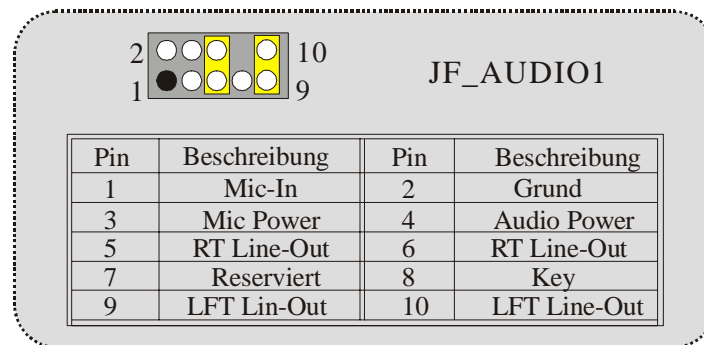 2 10
1 9
JF_AUDIO1
Pin Beschreibung Pin Beschreibung
1 Mic-In 2 Grund
3 Mic Power 4 Audio Power
5 RT Line-Out 6 RT Line-Out
7 Reserviert 8 Key
9 LFT Lin-Out 10 LFT Line-Out